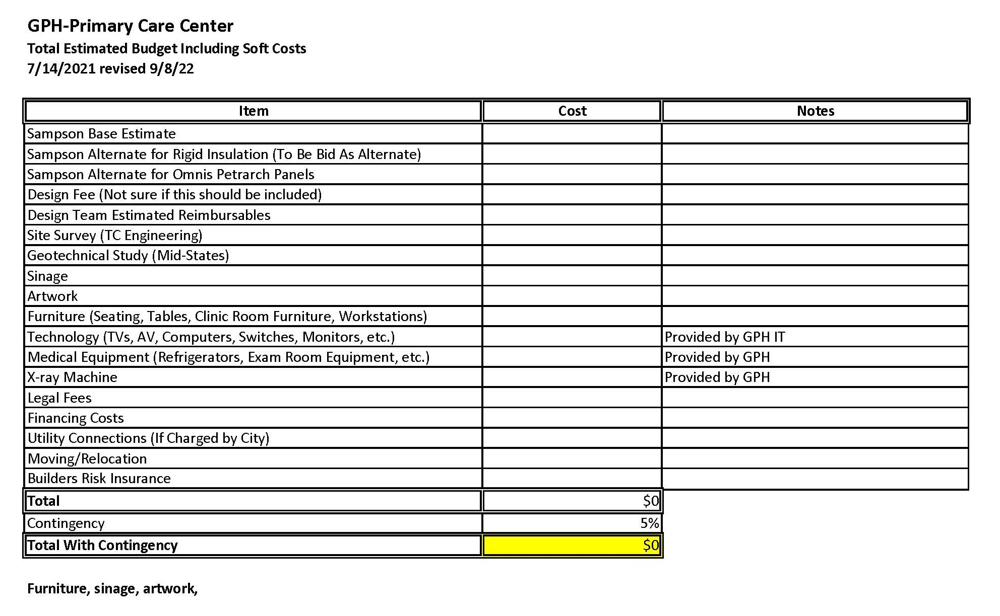 GPH-Primary Care Center
Total Estimated Budget Including Soft Costs
7/14/2021 revised 9/8/22
Item Cost Notes
Sampson Base Estimate
Sampson Alternate for Rigid Insulation (To Be Bid As Alternate)
Sampson Alternate for Omnis Petrarch Panels
Design Fee (Not sure if this should be included)
Design Team Estimated Reimbursables
Site Survey (TC Engineering)
Geotechnical Study (Mid-States)
Sinage
Artwork
Furniture (Seating, Tables, Clinic Room Furniture, Workstations)
Technology (TVs, AV, Computers, Switches, Monitors, etc.) Provided by GPH IT
Medical Equipment (Refrigerators, Exam Room Equipment, etc.) Provided by GPH
X-ray Machine Provided by GPH
Legal Fees
Financing Costs
Utility Connections (If Charged by City)
Moving/Relocation
Builders Risk Insurance
Total $0
Contingency 5%
Total With Contingency $0
Furniture, sinage, artwork,